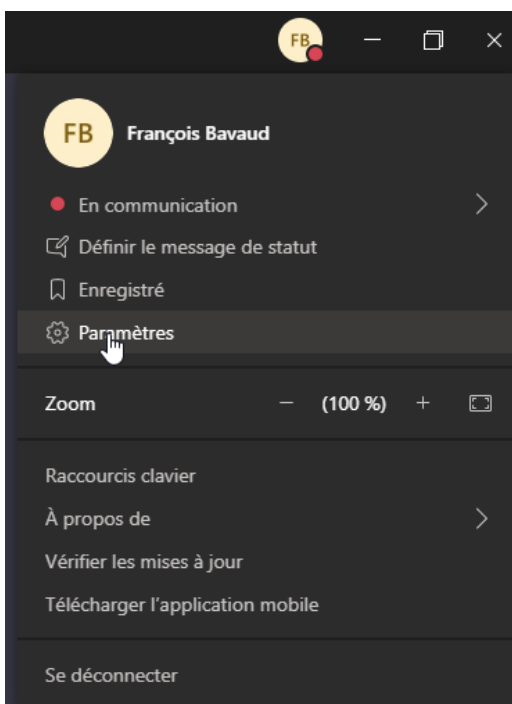 FB
FB
François Bavaud
En communication
Définir le message de statut
Enregistré
Paramètres
Zoom
(100 %)
Raccourcis clavier
À propos de
Vérifier les mises à jour
Télécharger l'application mobile
Se déconnecter